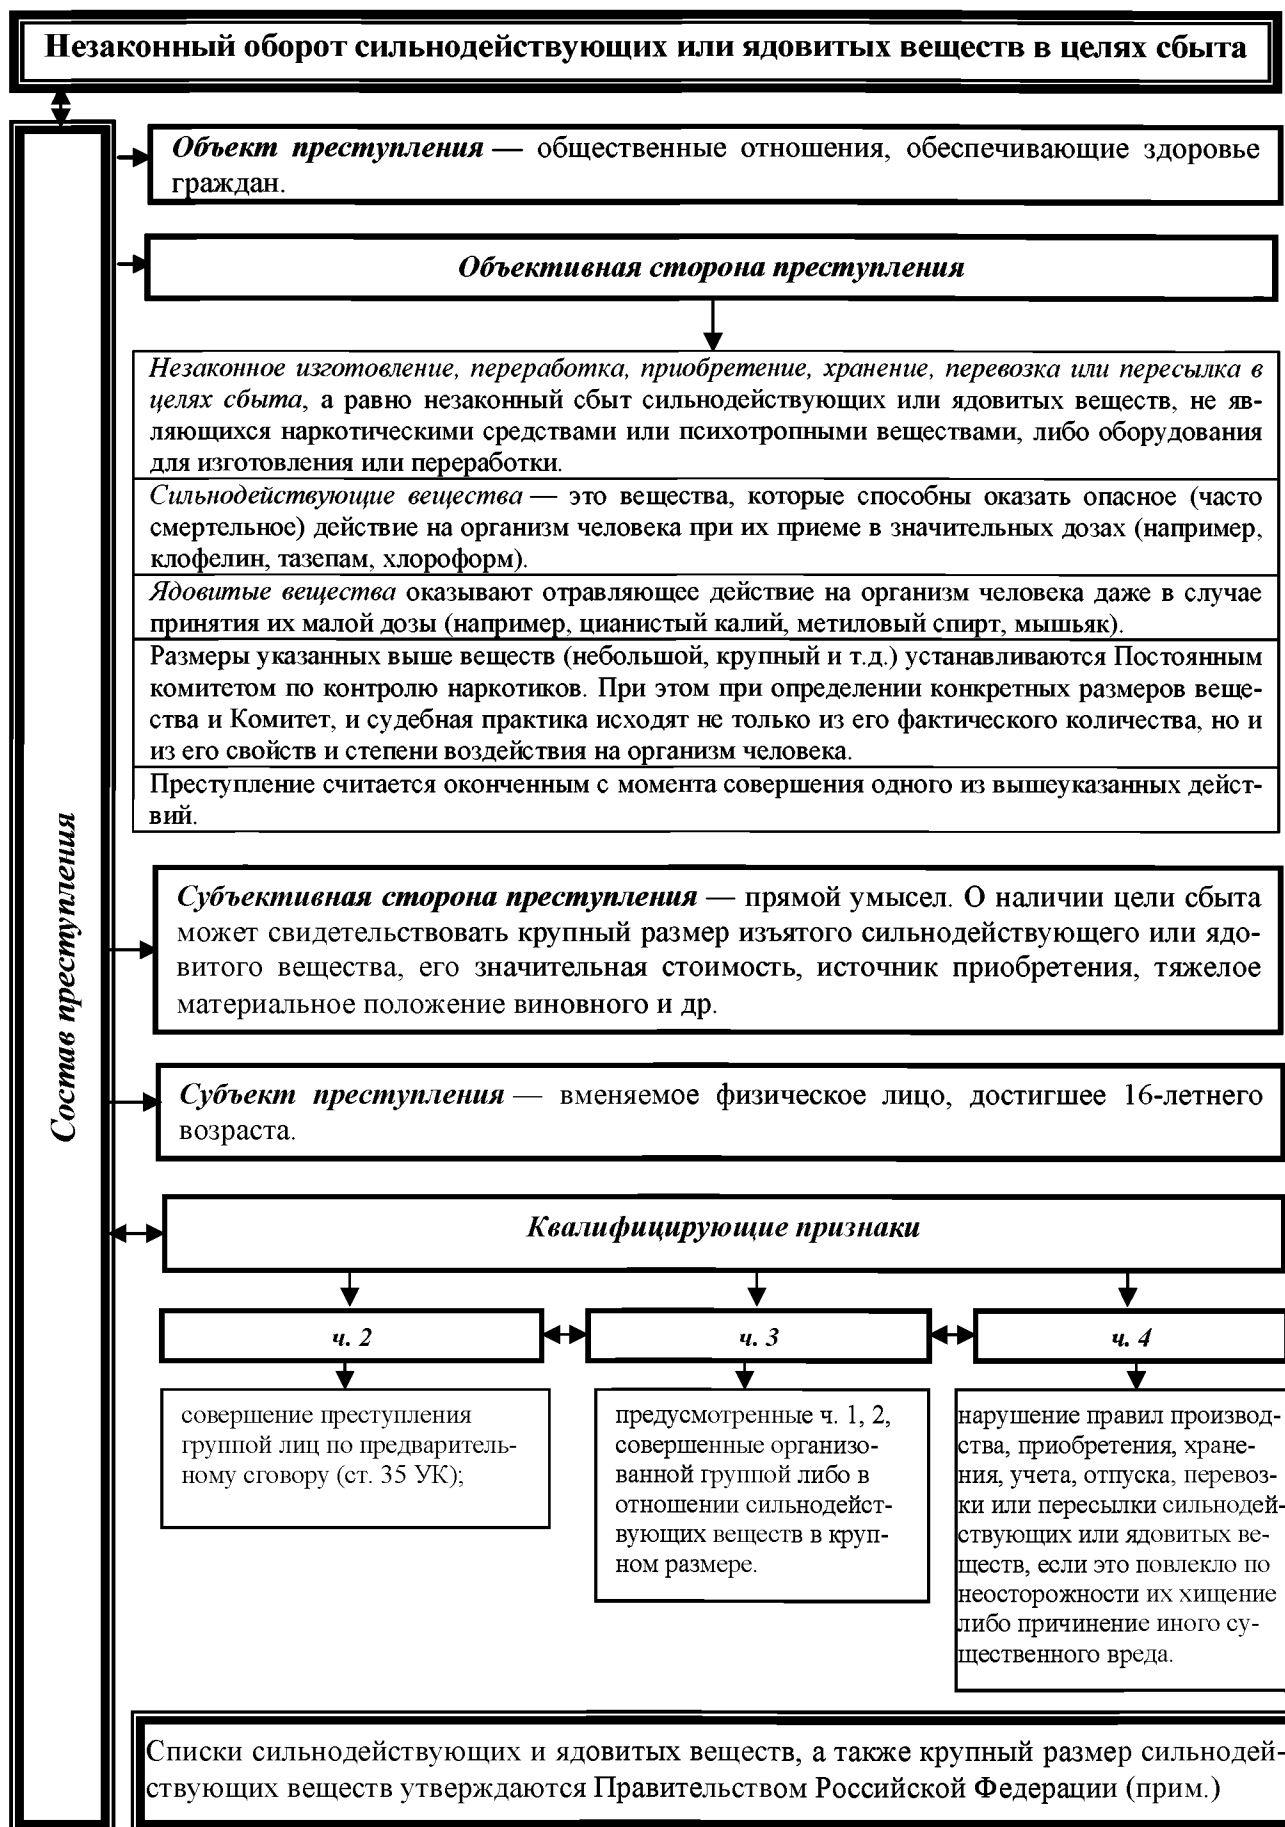 Незаконный оборот сильнодействующих или ядовитых веществ в целях сбыта
Состав преступления
Объект преступления — общественные отношения, обеспечивающие здоровье
граждан.
Объективная сторона преступления
Незаконное изготовление, переработка, приобретение, хранение, перевозка или пересылка в
целях сбыта, а равно незаконный сбыт сильнодействующих или ядовитых веществ, не яв-
ляющихся наркотическими средствами или психотропными веществами, либо оборудования
для изготовления или переработки.
Сильнодействующие вещества — это вещества, которые способны оказать опасное (часто
смертельное) действие на организм человека при их приеме в значительных дозах (например,
клофелин, тазепам, хлороформ).
Ядовитые вещества оказывают отравляющее действие на организм человека даже в случае
принятия их малой дозы (например, цианистый калий, метиловый спирт, мышьяк).
Размеры указанных выше веществ (небольшой, крупный и т.д.) устанавливаются Постоянным
комитетом по контролю наркотиков. При этом при определении конкретных размеров веще-
ства и Комитет, и судебная практика исходят не только из его фактического количества, но и
из его свойств и степени воздействия на организм человека.
Преступление считается оконченным с момента совершения одного из вышеуказанных дейст-
вий.
Субъективная сторона преступления — прямой умысел. О наличии цели сбыта
может свидетельствовать крупный размер изъятого сильнодействующего или ядо-
витого вещества, его значительная стоимость, источник приобретения, тяжелое
материальное положение виновного и др.
Субъект преступления — вменяемое физическое лицо, достигшее 16-летнего
возраста.
Квалифицирующие признаки
ч. 2
совершение преступления
группой лиц по предваритель-
ному сговору (ст. 35 УК);
ч. 3
предусмотренные ч. 1, 2,
совершенные организо-
ванной группой либо в
отношении сильнодейст-
вующих веществ в круп-
ном размере.
ч. 4
нарушение правил производ-
ства, приобретения, хране-
ния, учета, отпуска, перевоз-
ки или пересылки сильнодей-
ствующих или ядовитых ве-
ществ, если это повлекло по
неосторожности их хищение
либо причинение иного су-
щественного вреда.
Списки сильнодействующих и ядовитых веществ, а также крупный размер сильнодей-
ствующих веществ утверждаются Правительством Российской Федерации (прим.)